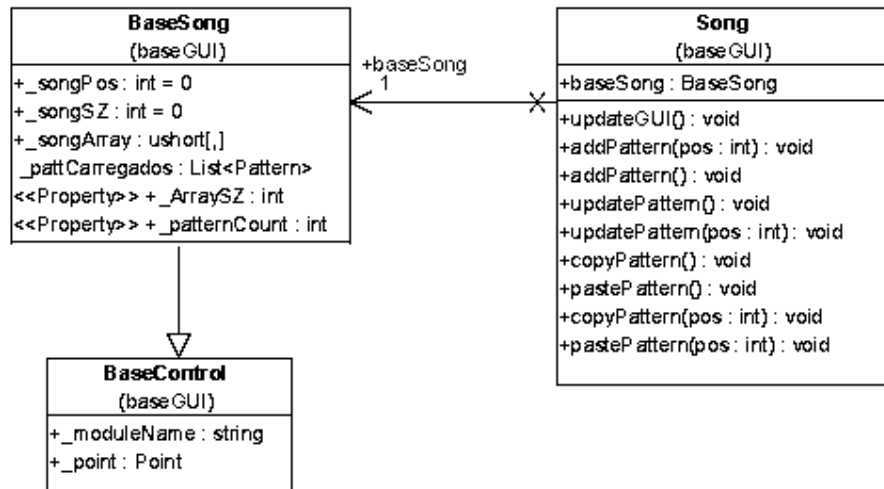 BaseSong
(baseGUI)
+_songPos : int = 0
+_songSZ : int = 0
+_songArray : ushort[,]
_pattCarregados : List<Pattern>
<<Property>> +_ArraySZ : int
<<Property>> +_patternCount : int
+baseSong
1
Song
(baseGUI)
+baseSong : BaseSong
+updateGUI() : void
+addPattern(pos : int) : void
+addPattern() : void
+updatePattern() : void
+updatePattern(pos : int) : void
+copyPattern() : void
+pastePattern() : void
+copyPattern(pos : int) : void
+pastePattern(pos : int) : void
BaseControl
(baseGUI)
+_moduleName : string
+_point : Point